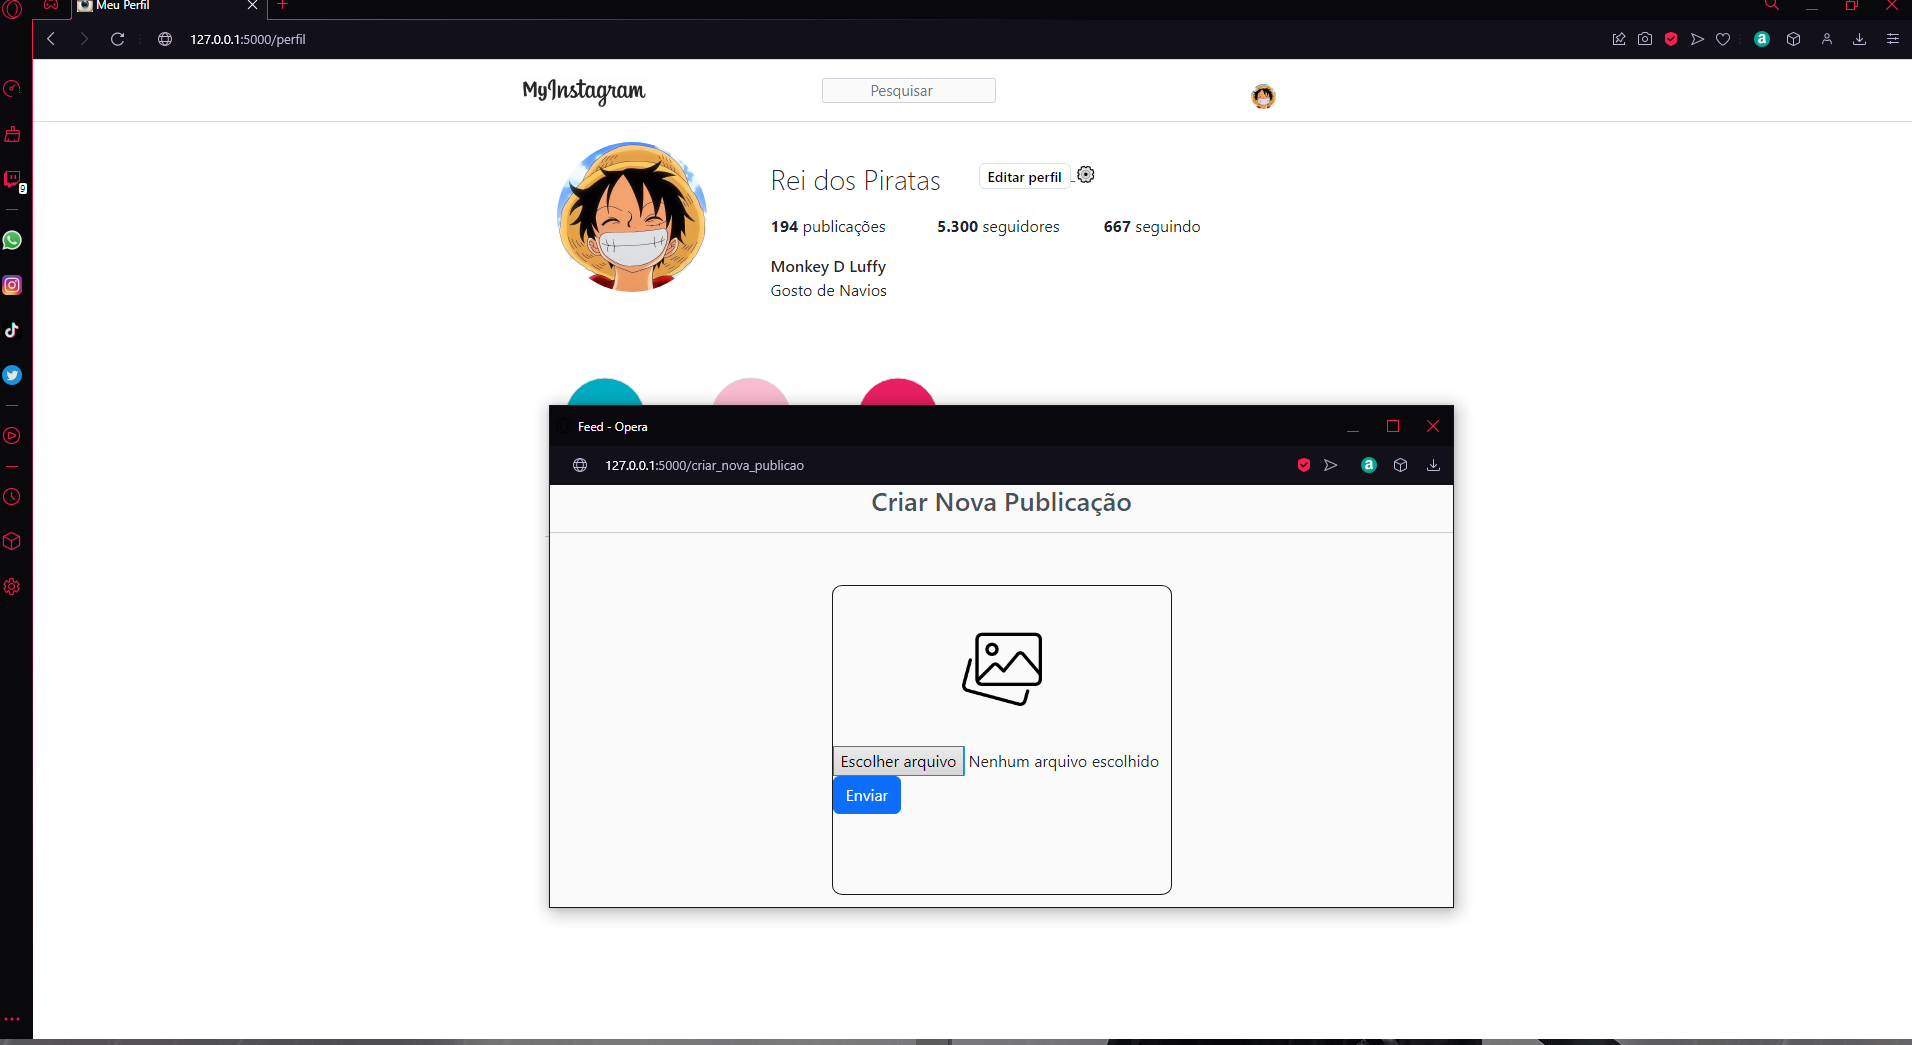 Meu Perfil
127.0.0.1:5000/perfil
9
MyInstagram
Pesquisar
Rei dos Piratas
Editar perfil
194 publicações
5.300 seguidores
667 seguindo
Monkey D Luffy
Gosto de Navios
Feed - Opera
127.0.0.1:5000/criar_nova_publicao
Criar Nova Publicação
Escolher arquivo Nenhum arquivo escolhido
Enviar